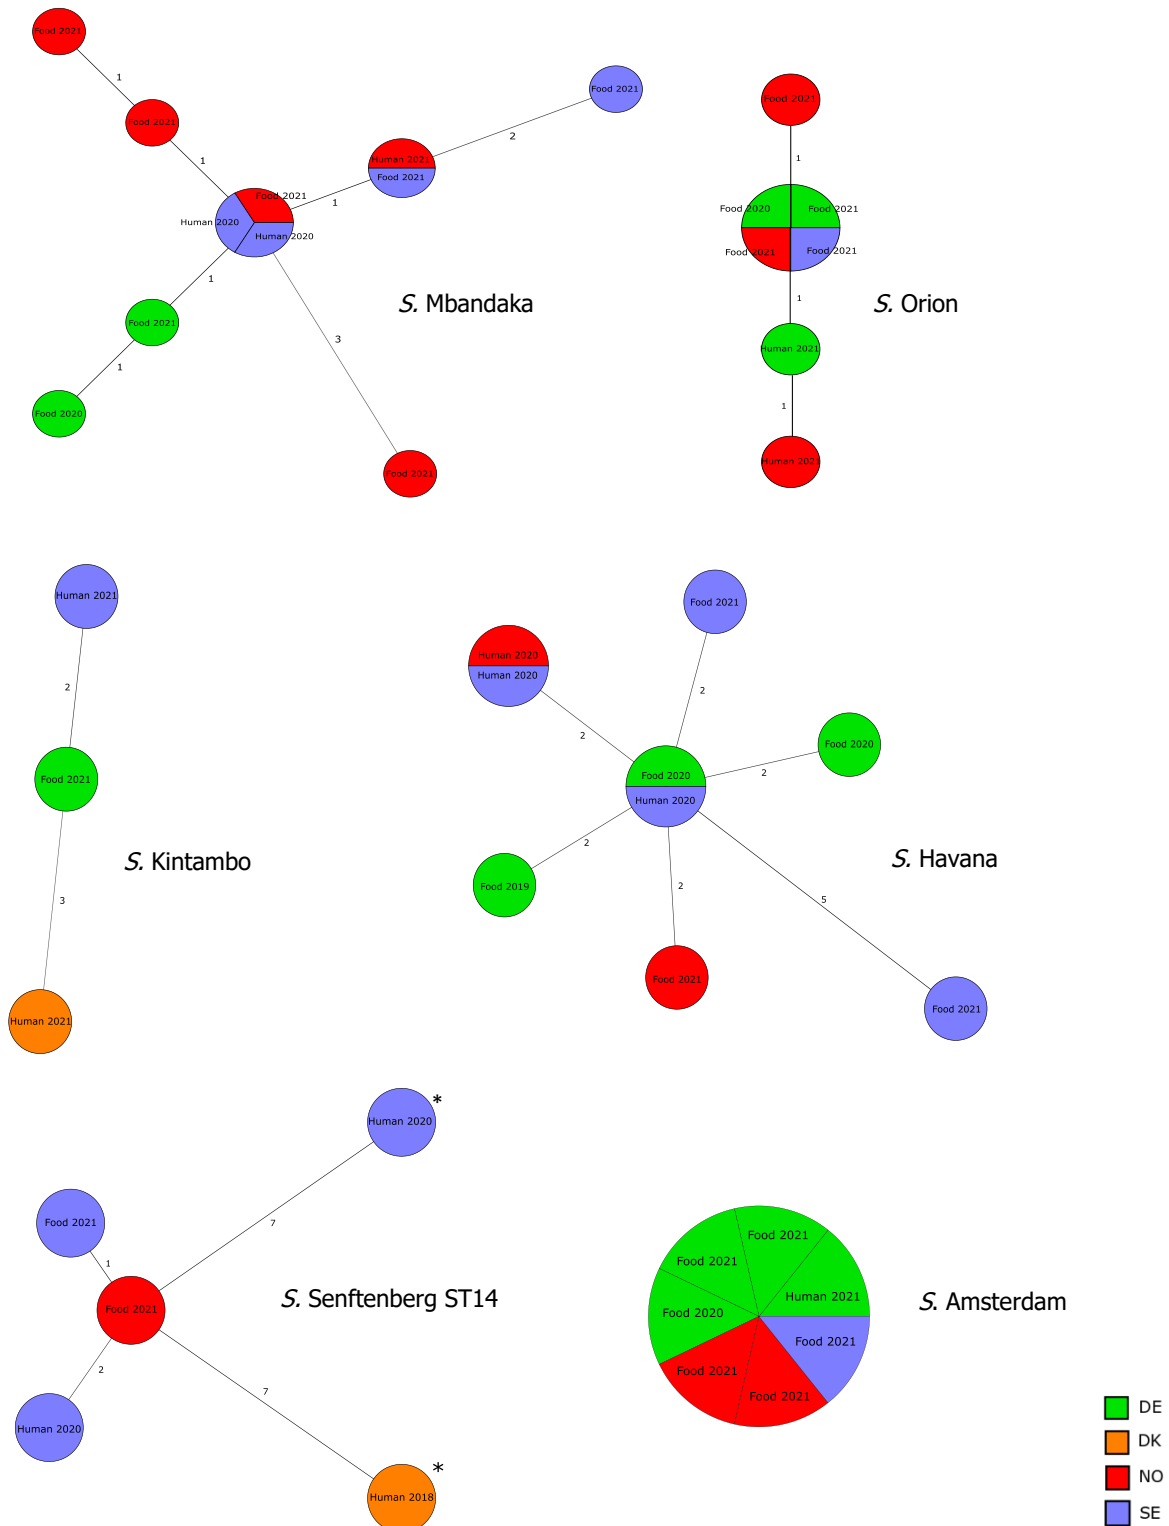 Food 2021
1
Food 2021
1
Food 2021
Human 2020
Human 2020
1
Human 2021
Food 2021
2
Food 2021
1
Food 2021
1
Food 2020
3
Food 2021
S. Mbandaka
Food 2021
1
Food 2020
Food 2021
Food 2021
Food 2021
1
Human 2021
1
Human 2021
S. Orion
Human 2021
2
Food 2021
3
Human 2021
S. Kintambo
Food 2021
2
Human 2020
Human 2020
2
Food 2020
2
Food 2020
Human 2020
2
Food 2019
2
Food 2021
5
Food 2021
S. Havana
Human 2020
*
7
Food 2021
1
Food 2021
2
Human 2020
7
Human 2018
*
S. Senftenberg ST14
Food 2021
Food 2021
Human 2021
Food 2020
Food 2021
Food 2021
Food 2021
S. Amsterdam
DE
DK
NO
SE